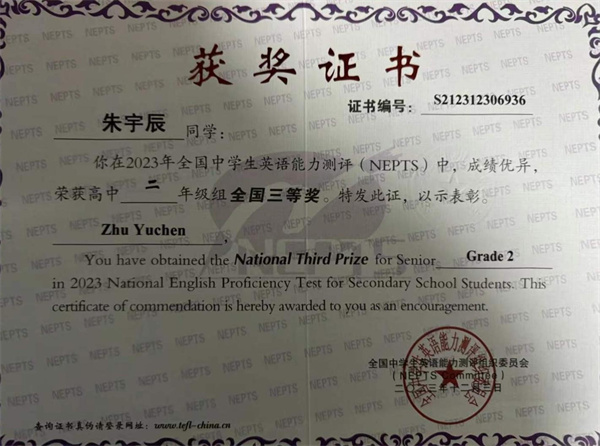 获奖证书
证书编号： S212312306936
朱宇辰 同学：
你在2023年全国中学生英语能力测评（NEPTS）中，成绩优异，
荣获高中 二 年级组全国三等奖。特发此证，以示表彰。
Zhu Yuchen ,
You have obtained the National Third Prize for Senior Grade 2
in 2023 National English Proficiency Test for Secondary School Students. This
certificate of commendation is hereby awarded to you as an encouragement.
全国中学生英语能力测评组织委员会
（NEPTS Committee）
查询证书真伪请登录网址：www.tefl-china.cn
NEPTS